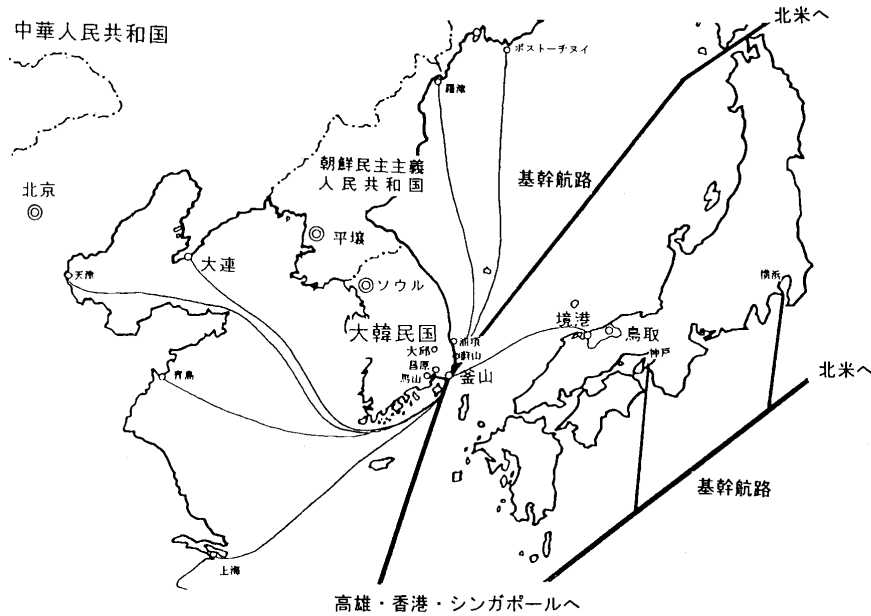 北米へ
中華人民共和国
ボストーチヌイ
羅津
朝鮮民主主義
人民共和国
基幹航路
北京
平壌
大連
天津
ソウル
横浜
境港
鳥取
大韓民国
大邱
神戸
昌原
馬山
釜山
青島
北米へ
基幹航路
上海
高雄・香港・シンガポールへ